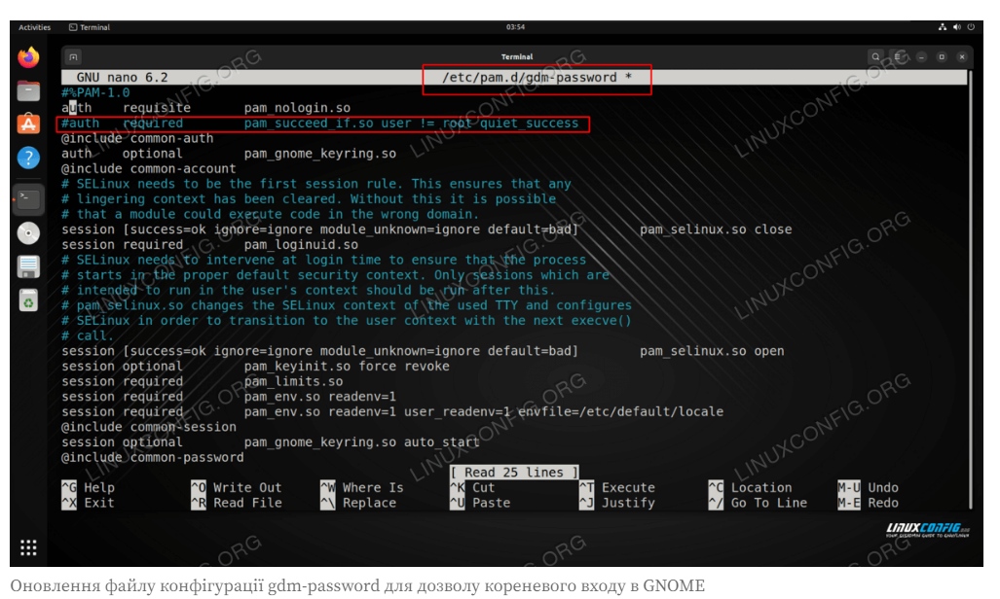 Activities Terminal 03:54
Terminal
GNU nano 6.2 /etc/pam.d/gdm-password *
#%PAM-1.0
auth requisite pam_nologin.so
#auth required pam_succeed_if.so user != root quiet_success
@include common-auth
auth optional pam_gnome_keyring.so
@include common-account
# SELinux needs to be the first session rule. This ensures that any
# lingering context has been cleared. Without this it is possible
# that a module could execute code in the wrong domain.
session [success=ok ignore=ignore module_unknown=ignore default=bad] pam_selinux.so close
session required pam_loginuid.so
# SELinux needs to intervene at login time to ensure that the process
# starts in the proper default security context. Only sessions which are
# intended to run in the user's context should be run after this.
# pam_selinux.so changes the SELinux context of the used TTY and configures
# SELinux in order to transition to the user context with the next execve()
# call.
session [success=ok ignore=ignore module_unknown=ignore default=bad] pam_selinux.so open
session optional pam_keyinit.so force revoke
session required pam_limits.so
session required pam_env.so readenv=1
session required pam_env.so readenv=1 user_readenv=1 envfile=/etc/default/locale
@include common-session
session optional pam_gnome_keyring.so auto_start
@include common-password
[ Read 25 lines ]
^G Help ^O Write Out ^W Where Is ^K Cut ^T Execute ^C Location M-U Undo
^X Exit ^R Read File ^\ Replace ^U Paste ^J Justify ^/ Go To Line M-E Redo
LINUXCONFIG.ORG
Оновлення файлу конфігурації gdm-password для дозволу кореневого входу в GNOME